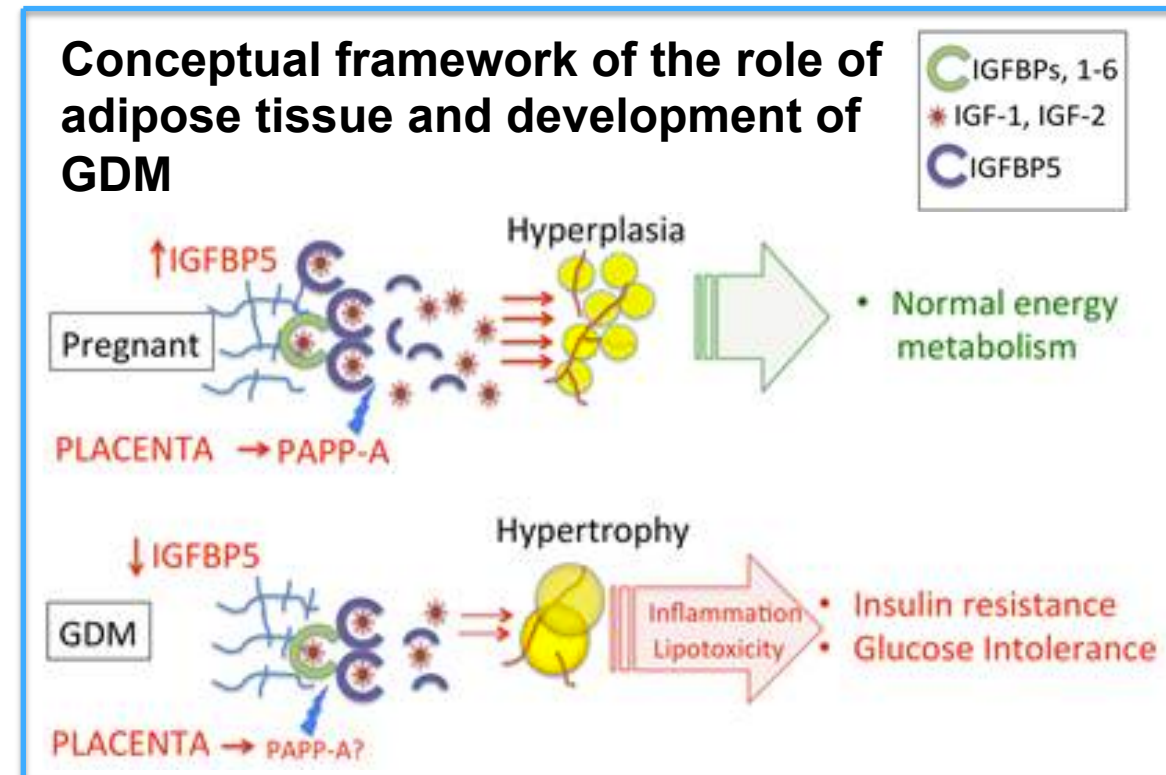 Conceptual framework of the role of
adipose tissue and development of
GDM
IGFBPs, 1-6
IGF-1, IGF-2
IGFBP5
↑IGFBP5
Hyperplasia
Pregnant
• Normal energy
metabolism
PLACENTA → PAPP-A
↓IGFBP5
Hypertrophy
GDM
Inflammation
Lipotoxicity
• Insulin resistance
• Glucose Intolerance
PLACENTA → PAPP-A?